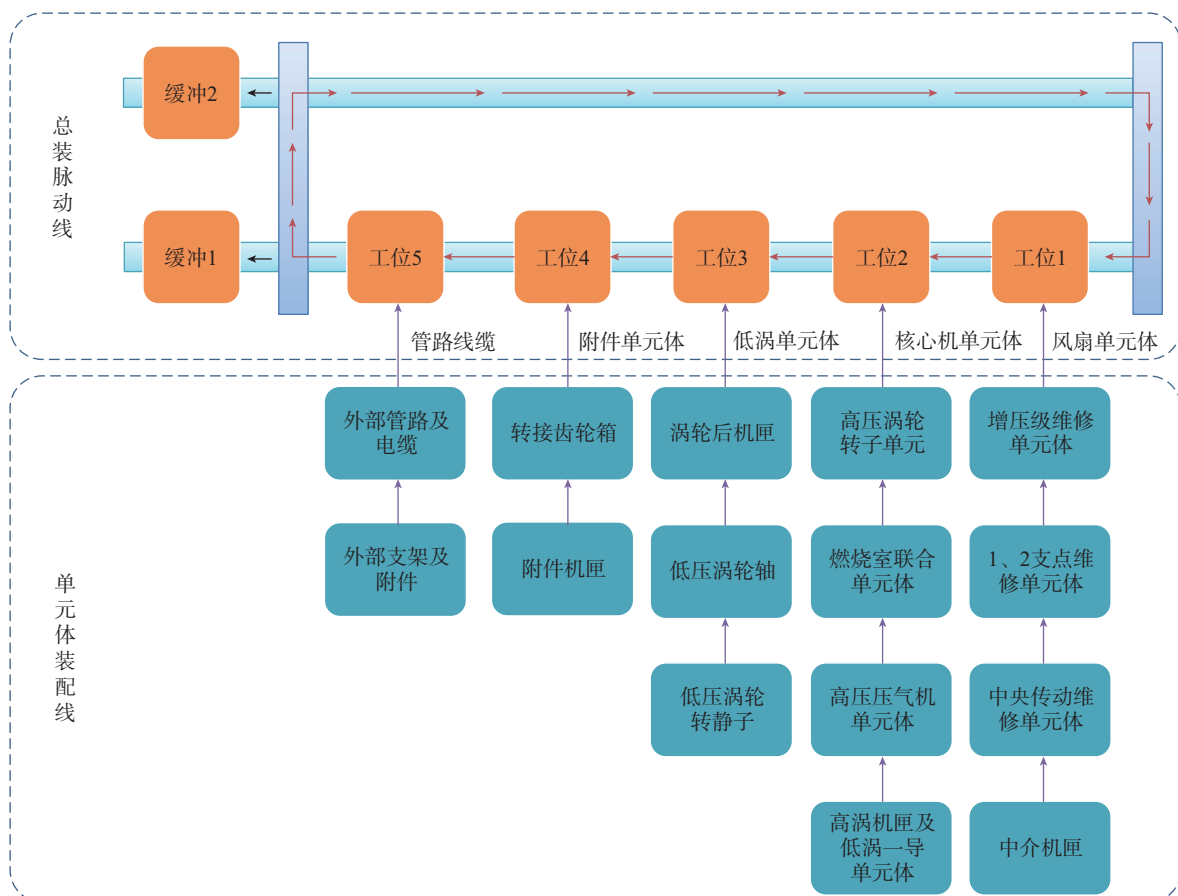 总装脉动线
缓冲2
缓冲1
工位5
工位4
工位3
工位2
工位1
管路线缆
附件单元体
低涡单元体
核心机单元体
风扇单元体
单元体装配线
外部管路及
电缆
转接齿轮箱
涡轮后机匣
高压涡轮
转子单元
增压级维修
单元体
外部支架及
附件
附件机匣
低压涡轮轴
燃烧室联合
单元体
1、2支点维
修单元体
低压涡轮
转静子
高压压气机
单元体
中央传动维
修单元体
高涡机匣及
低涡一导
单元体
中介机匣